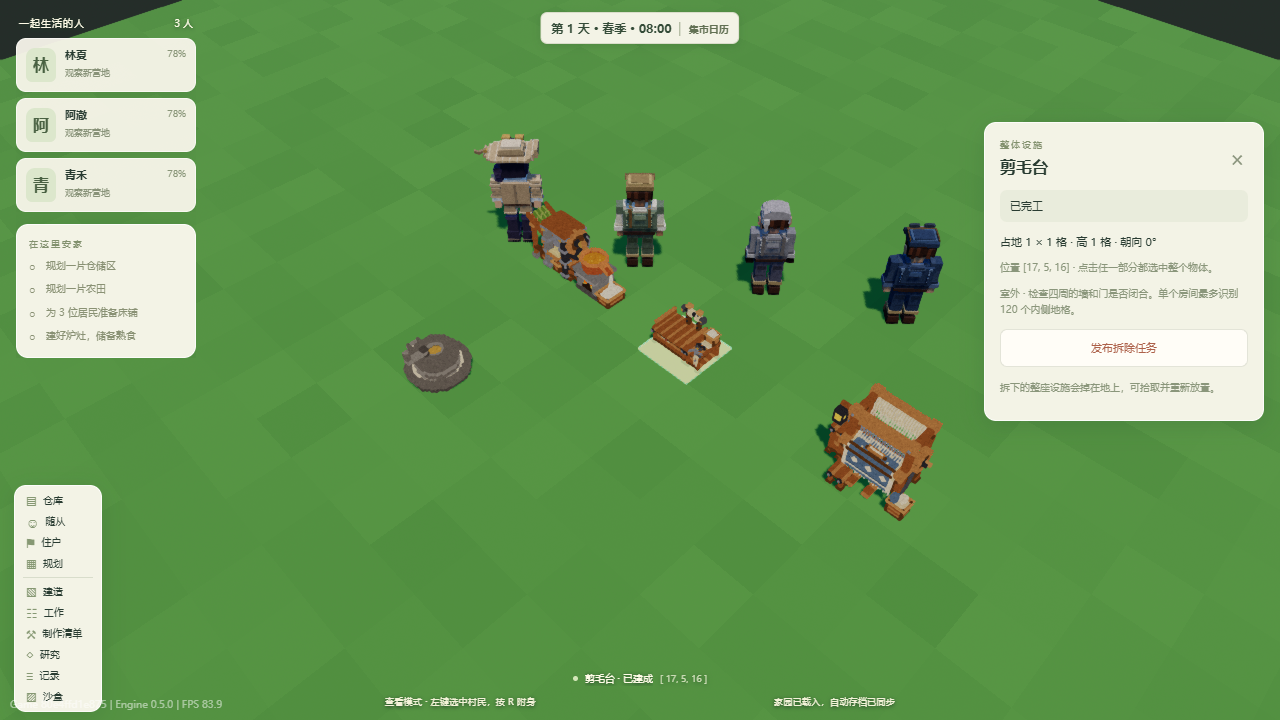 一起生活的人 3 人
林
林夏 78%
观察新营地
阿
阿澈 78%
观察新营地
青
青禾 78%
观察新营地
在这里安家
规划一片仓储区
规划一片农田
为 3 位居民准备床铺
建好炉灶，储备熟食
第 1 天 • 春季 • 08:00 集市日历
整体设施
剪毛台
已完工
占地 1 × 1 格 · 高 1 格 · 朝向 0°
位置 [17, 5, 16] · 点击任一部分都选中整个物体。
室外 · 检查四周的墙和门是否闭合。单个房间最多识别
120 个内侧地格。
发布拆除任务
拆下的整座设施会掉在地上，可拾取并重新放置。
仓库
随从
住户
规划
建造
工作
制作清单
研究
记录
沙盒
| Engine 0.5.0 | FPS 83.9
剪毛台 · 已建成 [ 17, 5, 16 ]
查看模式 · 左键选中村民，按 R 附身
家园已载入，自动存档已同步